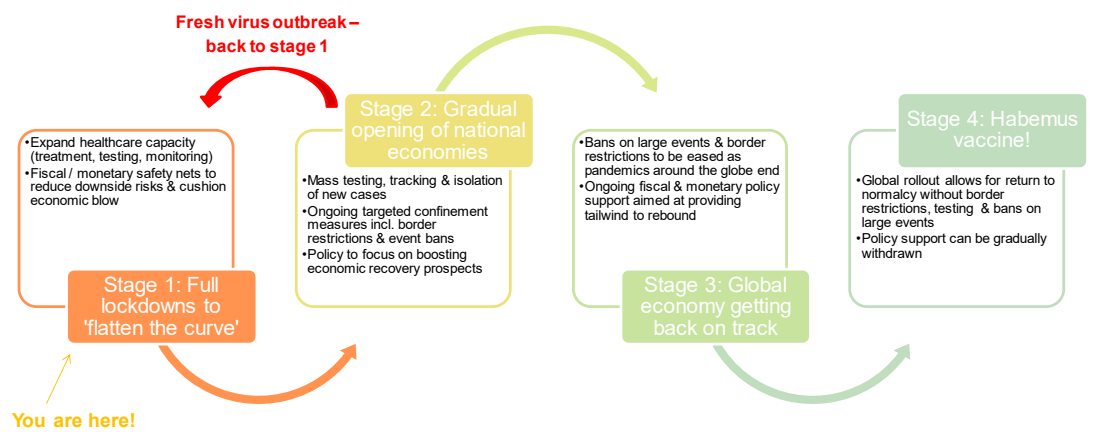 Fresh virus outbreak –
back to stage 1
•Expand healthcare capacity
(treatment, testing, monitoring)
•Fiscal / monetary safety nets to
reduce downside risks & cushion
economic blow
Stage 1: Full
lockdowns to
'flatten the curve'
You are here!
Stage 2: Gradual
opening of national
economies
•Mass testing, tracking & isolation
of new cases
•Ongoing targeted confinement
measures incl. border
restrictions & event bans
•Policy to focus on boosting
economic recovery prospects
•Bans on large events & border
restrictions to be eased as
pandemics around the globe end
•Ongoing fiscal & monetary policy
support aimed at providing
tailwind to rebound
Stage 3: Global
economy getting
back on track
Stage 4: Habemus
vaccine!
•Global rollout allows for return to
normalcy without border
restrictions, testing & bans on
large events
•Policy support can be gradually
withdrawn